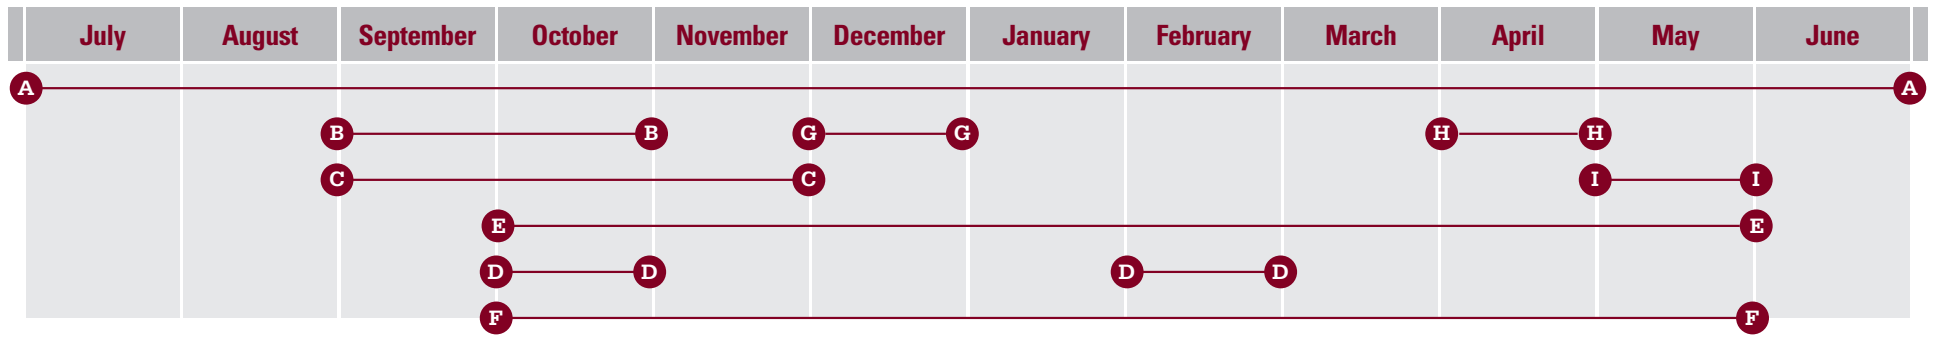 July August September October November December January February March April May June
A A
B B G G H H
C C I I
E E
D D D D
F F